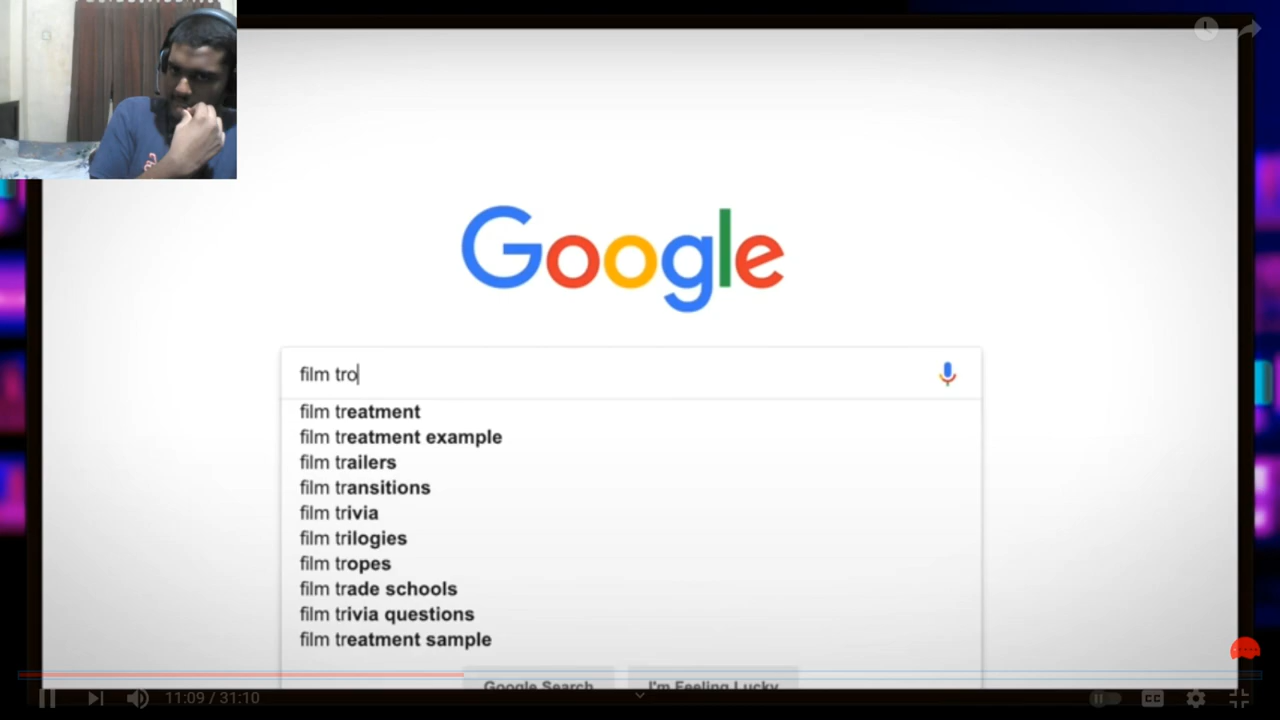 Google
film tro
film treatment
film treatment example
film trailers
film transitions
film trivia
film trilogies
film tropes
film trade schools
film trivia questions
film treatment sample
Google Search I'm Feeling Lucky
11:09 / 31:10
CC